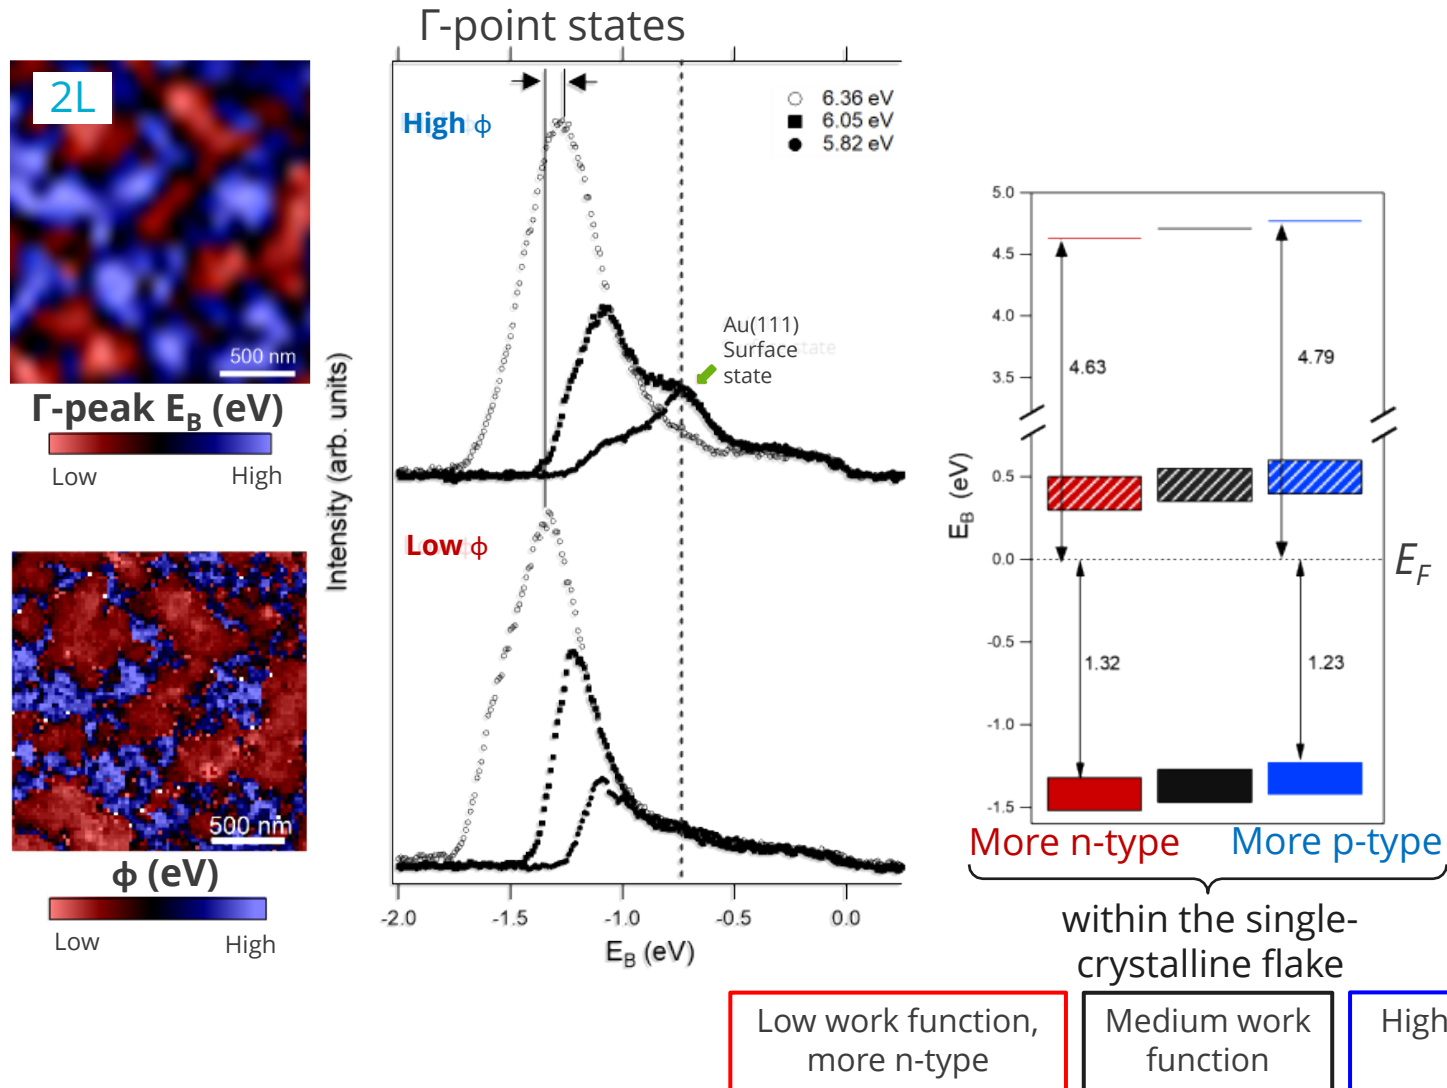 Γ-point states
2L
500 nm
Γ-peak E_B (eV)
Low
High
500 nm
ϕ (eV)
Low
High
High ϕ
6.36 eV
6.05 eV
5.82 eV
Au(111)
Surface
state
Low ϕ
Intensity (arb. units)
-2.0
-1.5
-1.0
-0.5
0.0
E_B (eV)
5.0
4.5
4.0
3.5
0.5
0.0
-0.5
-1.0
-1.5
E_B (eV)
4.63
4.79
E_F
1.32
1.23
More n-type
More p-type
within the single-
crystalline flake
Low work function,
more n-type
Medium work
function
High